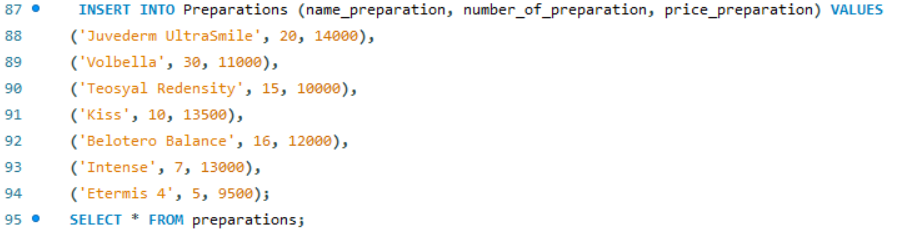 87 INSERT INTO Preparations (name_preparation, number_of_preparation, price_preparation) VALUES
88 ('Juvederm UltraSmile', 20, 14000),
89 ('Volbella', 30, 11000),
90 ('Teosyal Redensity', 15, 10000),
91 ('Kiss', 10, 13500),
92 ('Belotero Balance', 16, 12000),
93 ('Intense', 7, 13000),
94 ('Etermis 4', 5, 9500);
95 SELECT * FROM preparations;